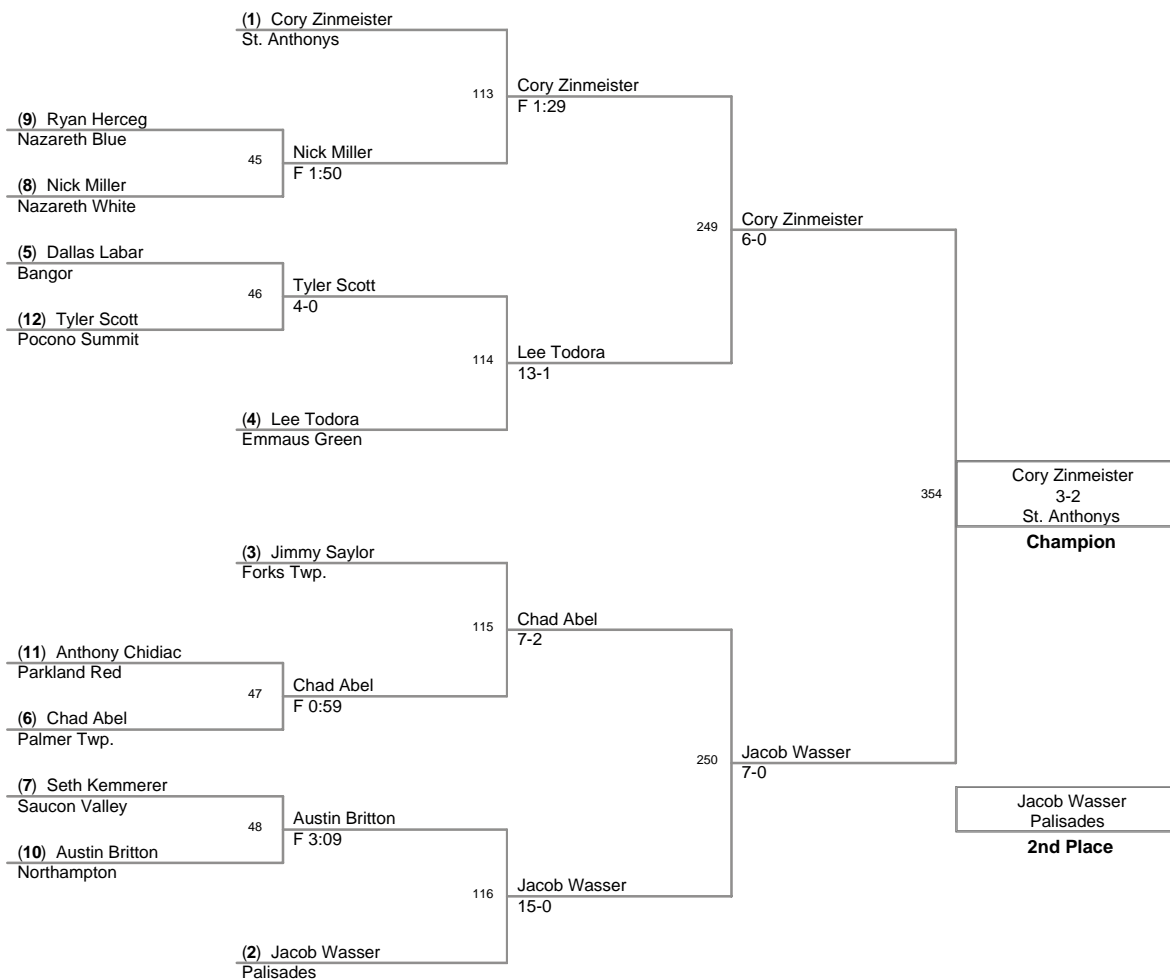 (1) Cory Zinmeister
St. Anthonys
113
Cory Zinmeister
F 1:29
(9) Ryan Herceg
Nazareth Blue
45
Nick Miller
F 1:50
(8) Nick Miller
Nazareth White
249
Cory Zinmeister
6-0
(5) Dallas Labar
Bangor
46
Tyler Scott
4-0
(12) Tyler Scott
Pocono Summit
114
Lee Todora
13-1
(4) Lee Todora
Emmaus Green
354
Cory Zinmeister
3-2
St. Anthonys
Champion
(3) Jimmy Saylor
Forks Twp.
115
Chad Abel
7-2
(11) Anthony Chidiac
Parkland Red
47
Chad Abel
F 0:59
(6) Chad Abel
Palmer Twp.
250
Jacob Wasser
7-0
(7) Seth Kemmerer
Saucon Valley
48
Austin Britton
F 3:09
(10) Austin Britton
Northampton
Jacob Wasser
Palisades
2nd Place
116
Jacob Wasser
15-0
(2) Jacob Wasser
Palisades